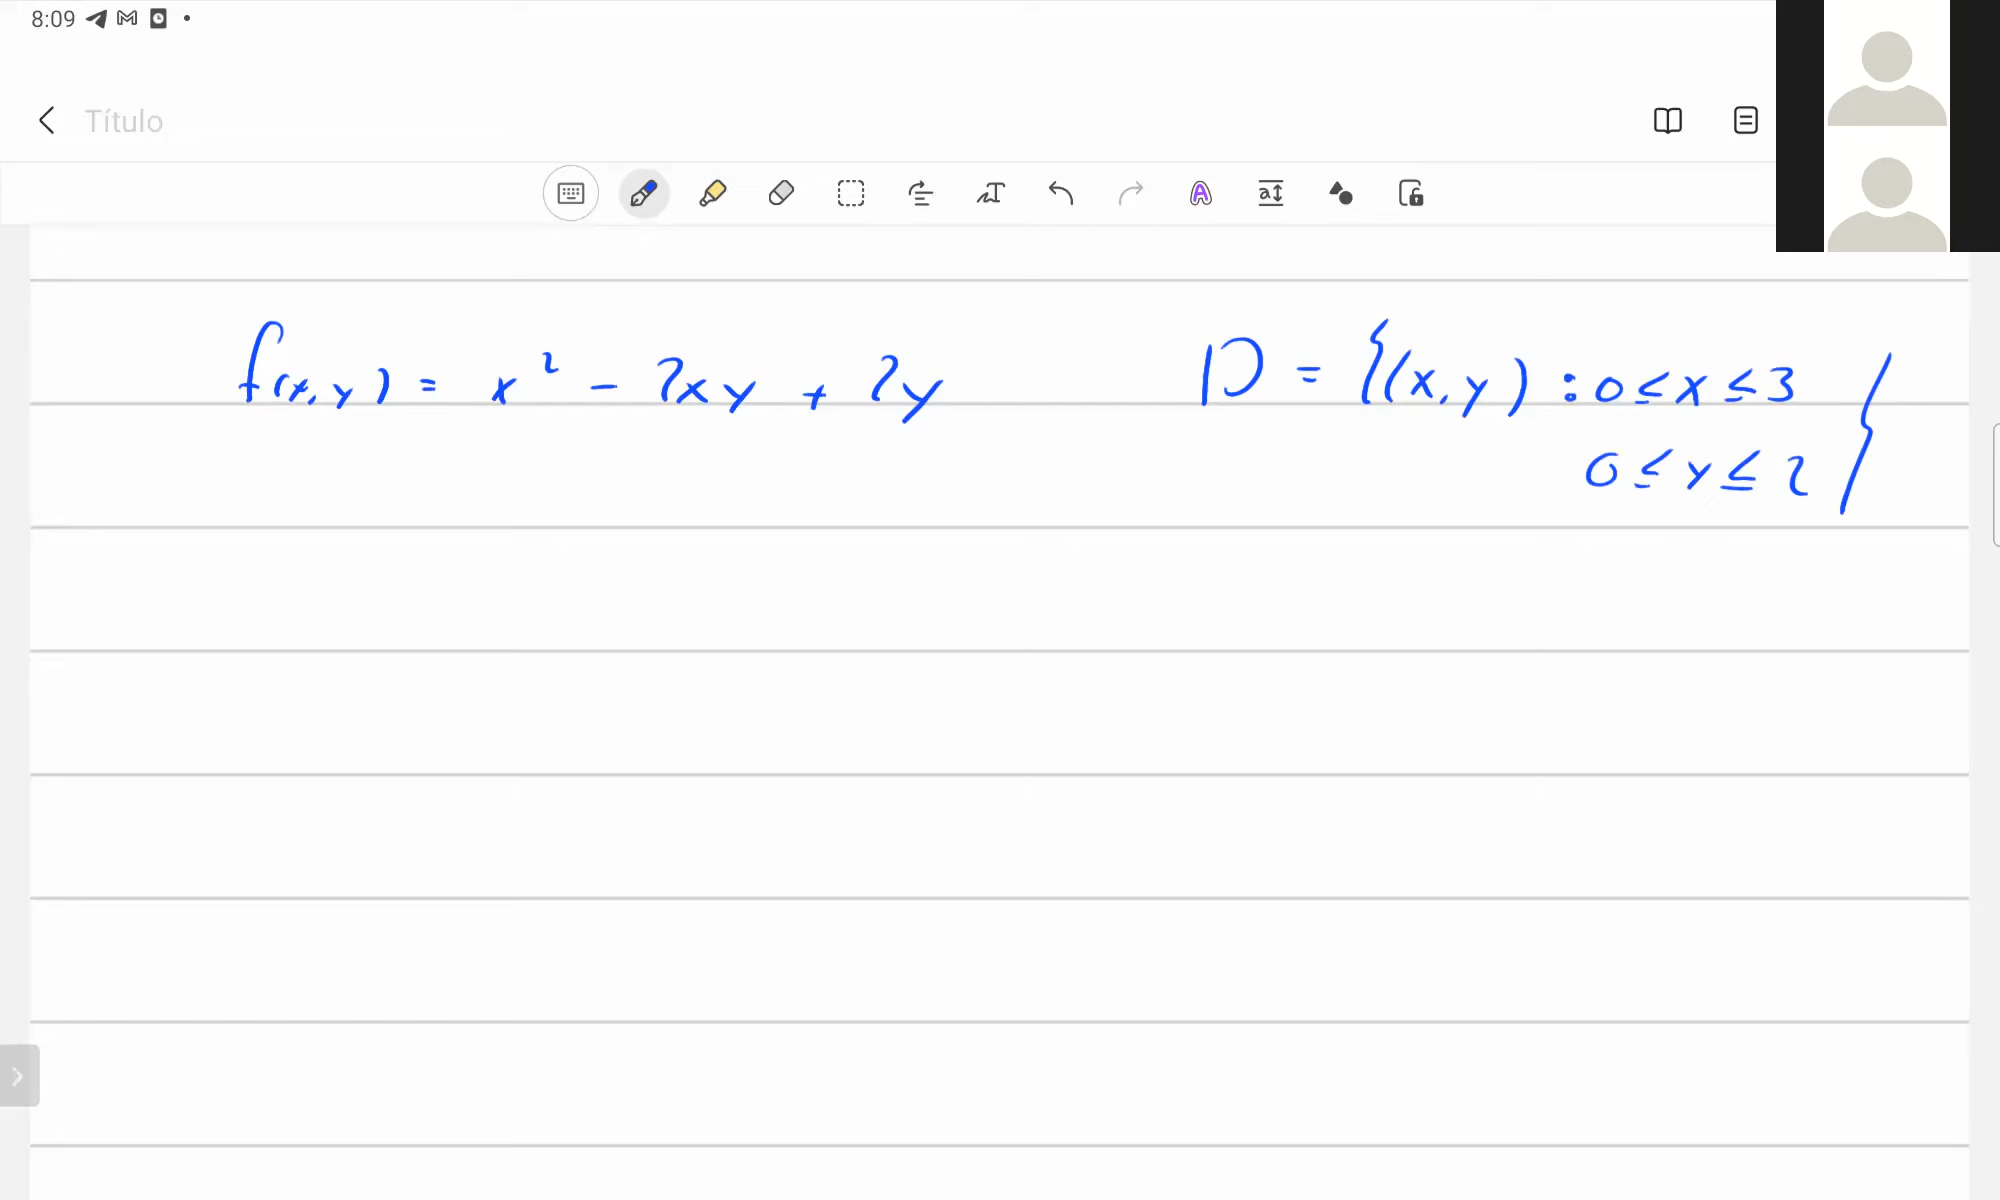 8:09
Título
f(x,y) = x² - 2xy + 2y D = {(x,y) : 0 ≤ x ≤ 3
0 ≤ y ≤ 2}